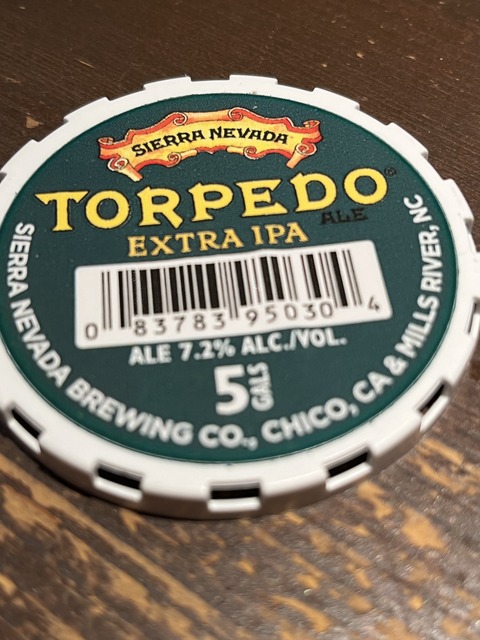 SIERRA NEVADA
TORPEDO®
ALE
EXTRA IPA
0 83783 95030 4
ALE 7.2% ALC./VOL.
5 GALS
SIERRA NEVADA BREWING CO., CHICO, CA & MILLS RIVER, NC